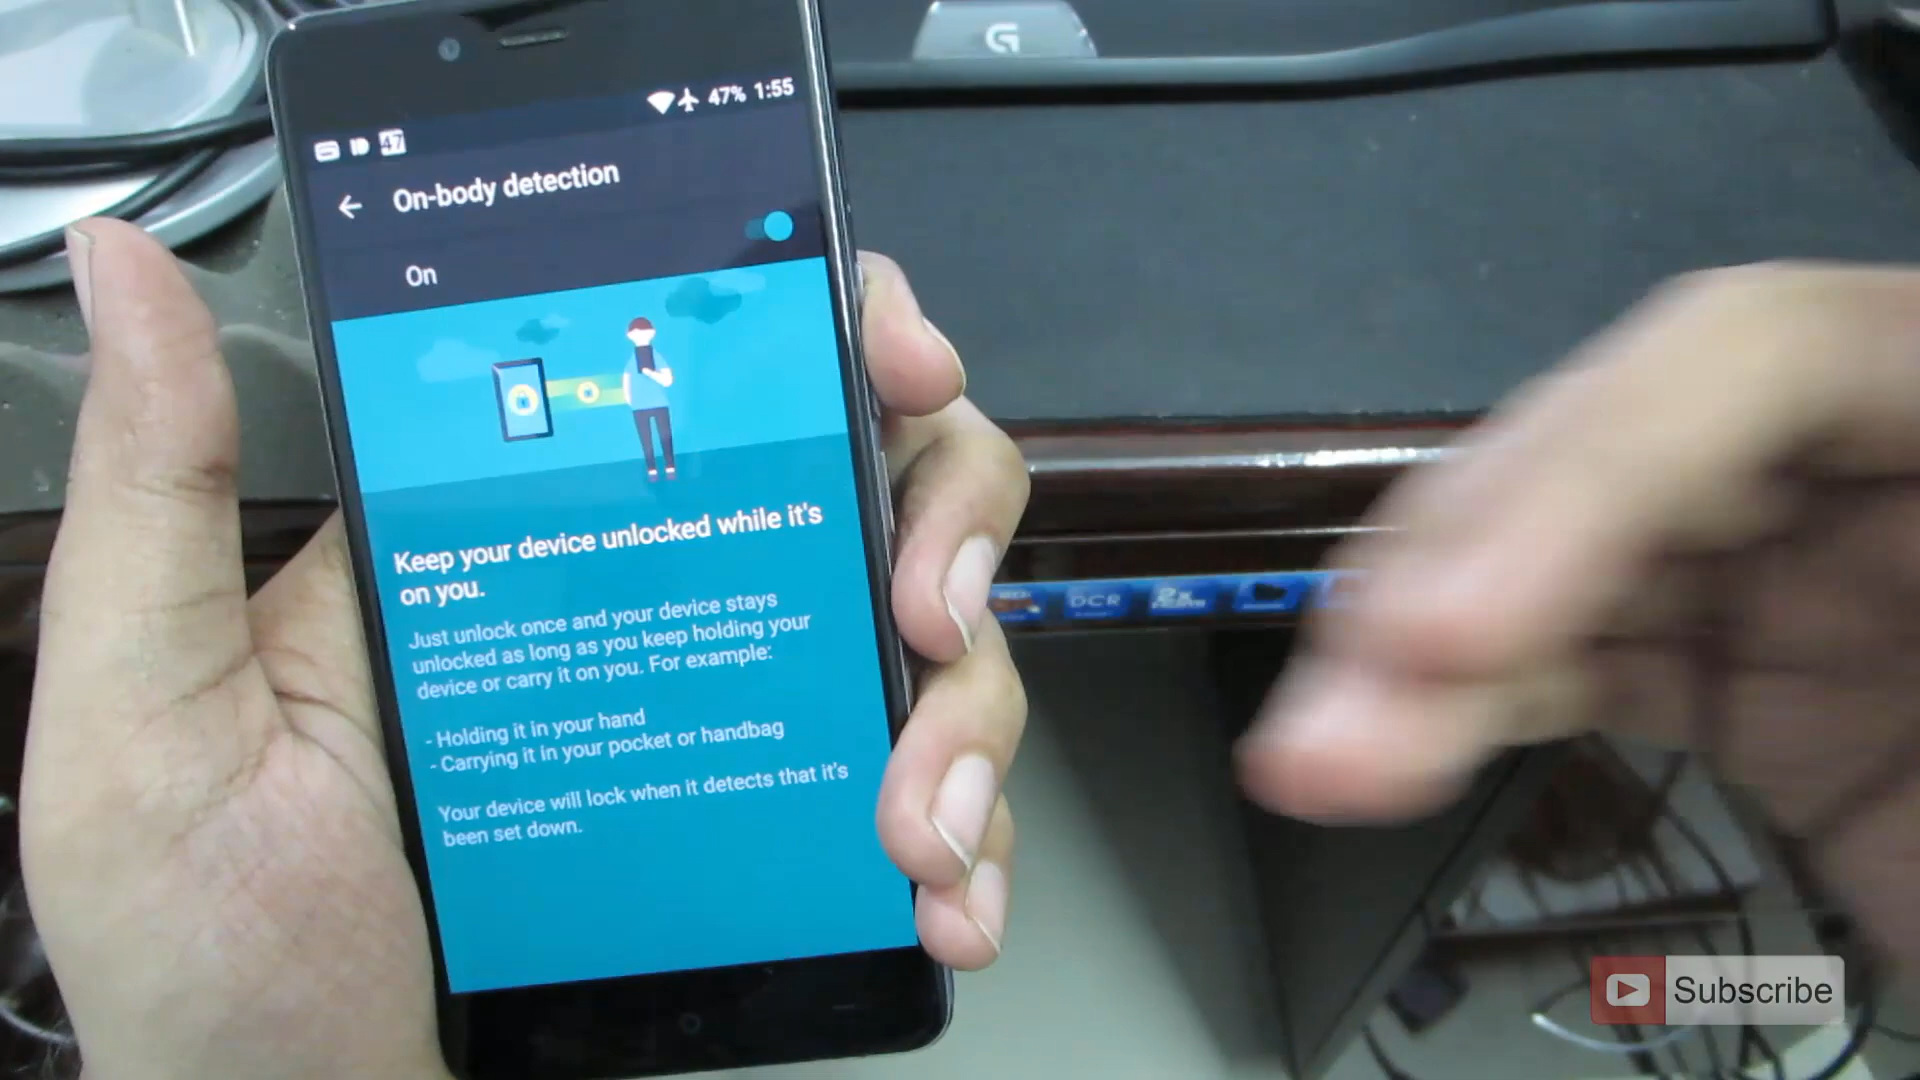 47% 1:55
47
On-body detection
On
Keep your device unlocked while it's
on you.
Just unlock once and your device stays
unlocked as long as you keep holding your
device or carry it on you. For example:
- Holding it in your hand
- Carrying it in your pocket or handbag
Your device will lock when it detects that it's
been set down.
G
DCR
Subscribe